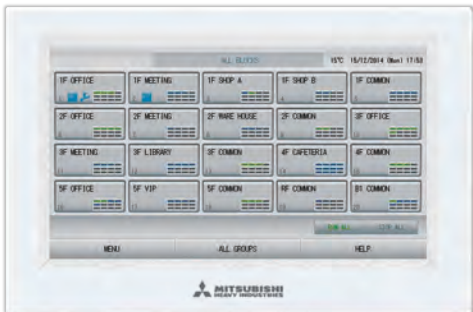 ALL BLOCKS 15°C 15/12/2014 (Mon) 17:53
1F OFFICE 1F MEETING 1F SHOP A 1F SHOP B 1F COMMON
2F OFFICE 2F MEETING 2F WARE HOUSE 2F COMMON 3F OFFICE
3F MEETING 3F LIBRARY 3F COMMON 4F CAFETERIA 4F COMMON
5F OFFICE 5F VIP 5F COMMON RF COMMON B1 COMMON
RUN ALL STOP ALL
MENU ALL GROUPS HELP
MITSUBISHI
HEAVY INDUSTRIES